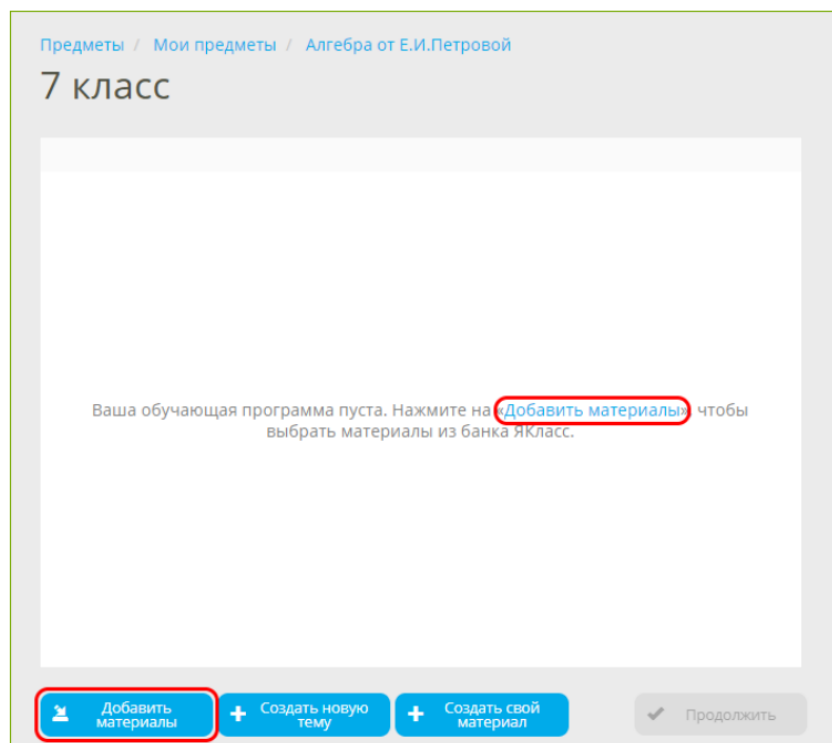 Предметы / Мои предметы / Алгебра от Е.И.Петровой
7 класс
Ваша обучающая программа пуста. Нажмите на «Добавить материалы», чтобы
выбрать материалы из банка ЯКласс.
Добавить
материалы
Создать новую
тему
Создать свой
материал
Продолжить